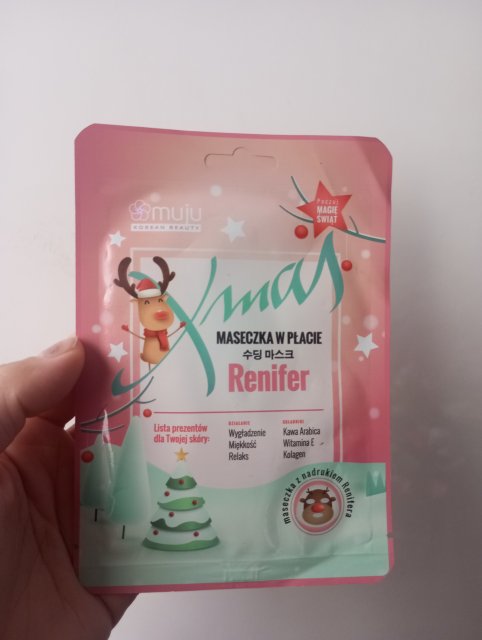 muju
KOREAN BEAUTY
Poczuj
MAGIĘ
ŚWIĄT
Xmas
MASECZKA W PŁACIE
수딩 마스크
Renifer
Lista prezentów
dla Twojej skóry:
DZIAŁANIE
Wygładzenie
Miękkość
Relaks
SKŁADNIKI
Kawa Arabica
Witamina E
Kolagen
maseczka z nadrukiem Renifera